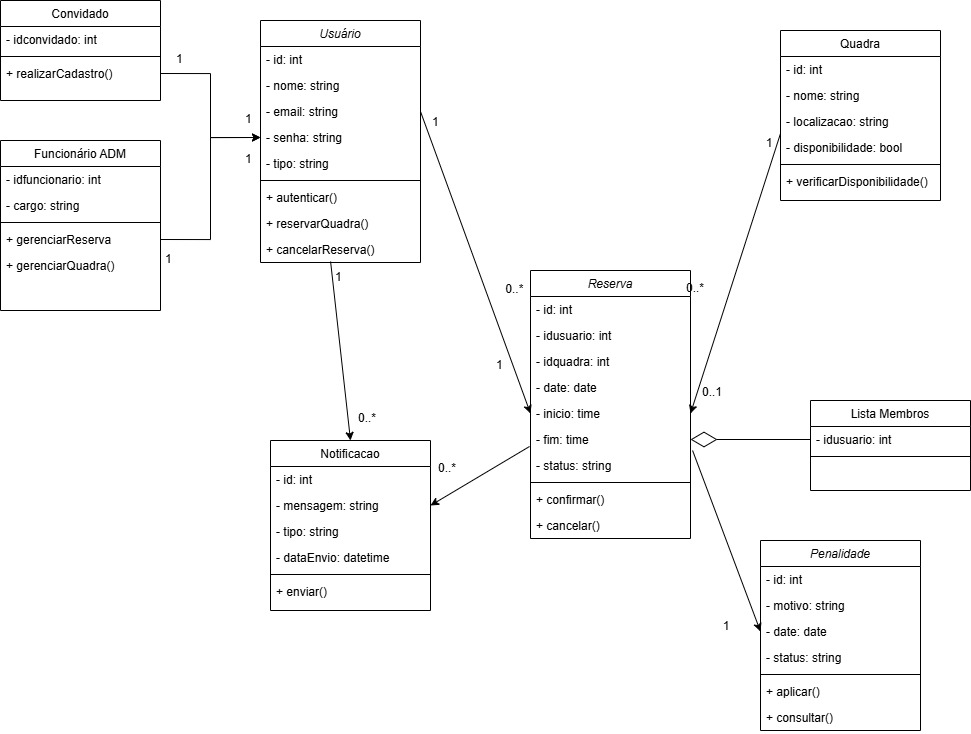 Convidado
- idconvidado: int
+ realizarCadastro()
1
Funcionário ADM
- idfuncionario: int
- cargo: string
+ gerenciarReserva
+ gerenciarQuadra()
1
1
1
Usuário
- id: int
- nome: string
- email: string
- senha: string
- tipo: string
+ autenticar()
+ reservarQuadra()
+ cancelarReserva()
1
1
Quadra
- id: int
- nome: string
- localizacao: string
- disponibilidade: bool
+ verificarDisponibilidade()
1
0..*
0..*
1
0..1
Reserva
- id: int
- idusuario: int
- idquadra: int
- date: date
- inicio: time
- fim: time
- status: string
+ confirmar()
+ cancelar()
Lista Membros
- idusuario: int
0..*
0..*
Notificacao
- id: int
- mensagem: string
- tipo: string
- dataEnvio: datetime
+ enviar()
1
Penalidade
- id: int
- motivo: string
- date: date
- status: string
+ aplicar()
+ consultar()